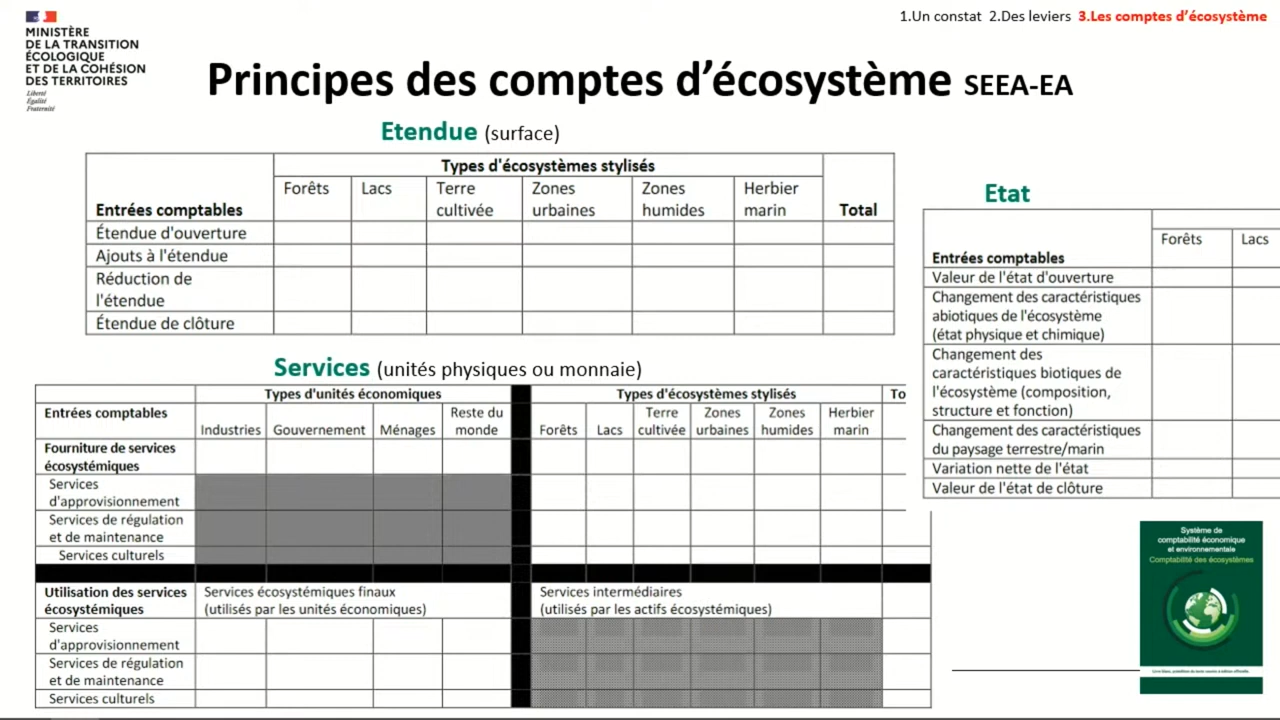 MINISTÈRE
DE LA TRANSITION
ÉCOLOGIQUE
ET DE LA COHÉSION
DES TERRITOIRES
Liberté
Égalité
Fraternité
1.Un constat 2.Des leviers 3.Les comptes d’écosystème
Principes des comptes d’écosystème SEEA-EA
Etendue (surface)
Types d'écosystèmes stylisés
Entrées comptables
Forêts
Lacs
Terre
cultivée
Zones
urbaines
Zones
humides
Herbier
marin
Total
Étendue d'ouverture
Ajouts à l'étendue
Réduction de
l'étendue
Étendue de clôture
Etat
Entrées comptables
Forêts
Lacs
Valeur de l'état d'ouverture
Changement des caractéristiques
abiotiques de l'écosystème
(état physique et chimique)
Changement des
caractéristiques biotiques de
l'écosystème (composition,
structure et fonction)
Changement des caractéristiques
du paysage terrestre/marin
Variation nette de l'état
Valeur de l'état de clôture
Services (unités physiques ou monnaie)
Types d'unités économiques
Types d'écosystèmes stylisés
To
Entrées comptables
Industries
Gouvernement
Ménages
Reste du
monde
Forêts
Lacs
Terre
cultivée
Zones
urbaines
Zones
humides
Herbier
marin
Fourniture de services
écosystémiques
Services
d'approvisionnement
Services de régulation
et de maintenance
Services culturels
Utilisation des services
écosystémiques
Services écosystémiques finaux
(utilisés par les unités économiques)
Services intermédiaires
(utilisés par les actifs écosystémiques)
Services
d'approvisionnement
Services de régulation
et de maintenance
Services culturels
Système de
comptabilité économique
et environnementale
Comptabilité des écosystèmes